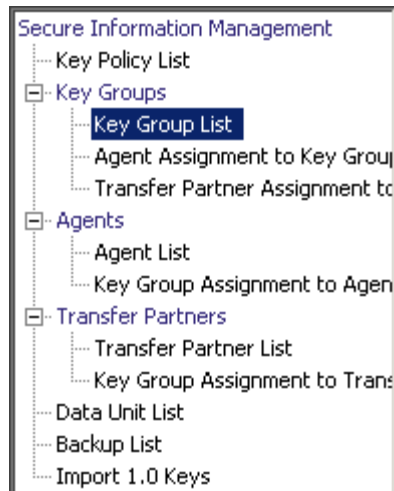 Secure Information Management
Key Policy List
Key Groups
Key Group List
Agent Assignment to Key Grou
Transfer Partner Assignment to
Agents
Agent List
Key Group Assignment to Agen
Transfer Partners
Transfer Partner List
Key Group Assignment to Trans
Data Unit List
Backup List
Import 1.0 Keys